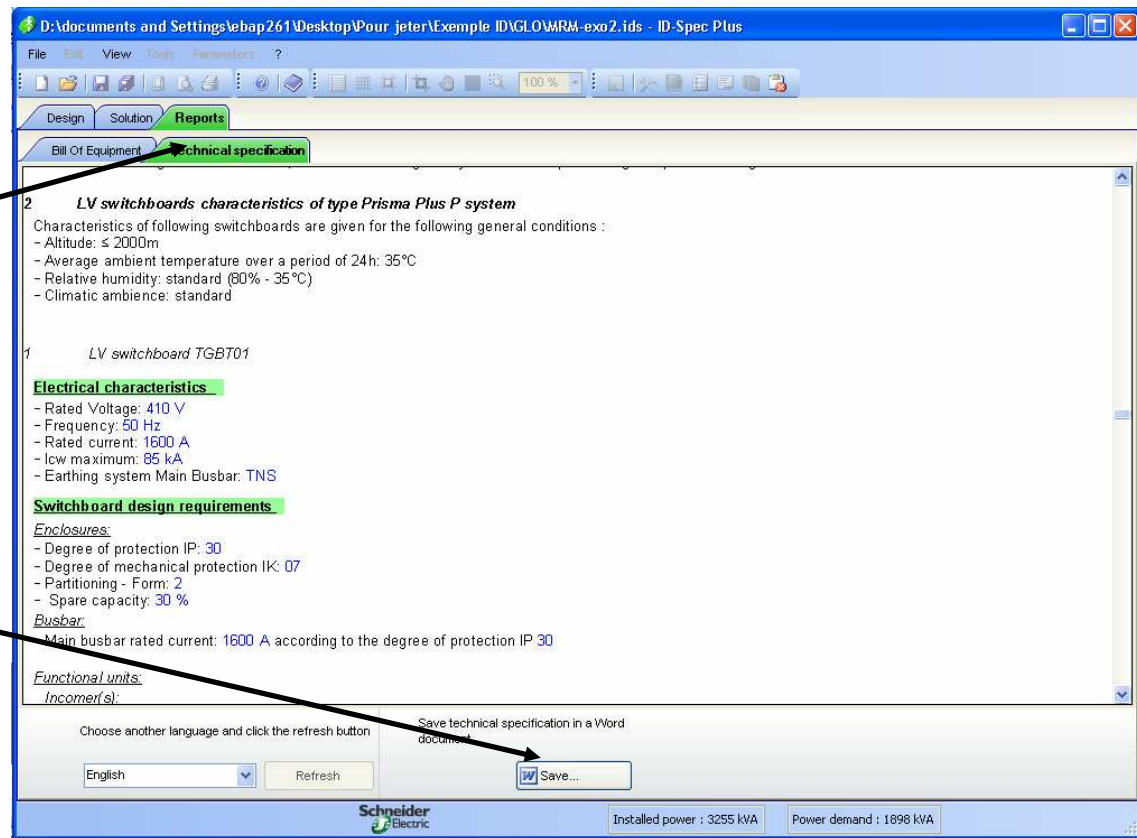 D:\documents and Settings\ebap261\Desktop\Pour jeter\Exemple ID\GLO\MRM-exo2.ids - ID-Spec Plus
File Edit View Tools Parameters ?
100 %
Design Solution Reports
Bill Of Equipment Technical specification
2 LV switchboards characteristics of type Prisma Plus P system
Characteristics of following switchboards are given for the following general conditions :
- Altitude: ≤ 2000m
- Average ambient temperature over a period of 24h: 35°C
- Relative humidity: standard (80% - 35°C)
- Climatic ambience: standard
1 LV switchboard TGBT01
Electrical characteristics
- Rated Voltage: 410 V
- Frequency: 50 Hz
- Rated current: 1600 A
- Icw maximum: 85 kA
- Earthing system Main Busbar: TNS
Switchboard design requirements
Enclosures:
- Degree of protection IP: 30
- Degree of mechanical protection IK: 07
- Partitioning - Form: 2
- Spare capacity: 30 %
Busbar:
- Main busbar rated current: 1600 A according to the degree of protection IP 30
Functional units:
Incomer(s):
Choose another language and click the refresh button
Save technical specification in a Word
document
English Refresh
Save...
Schneider
Electric
Installed power : 3255 kVA Power demand : 1898 kVA